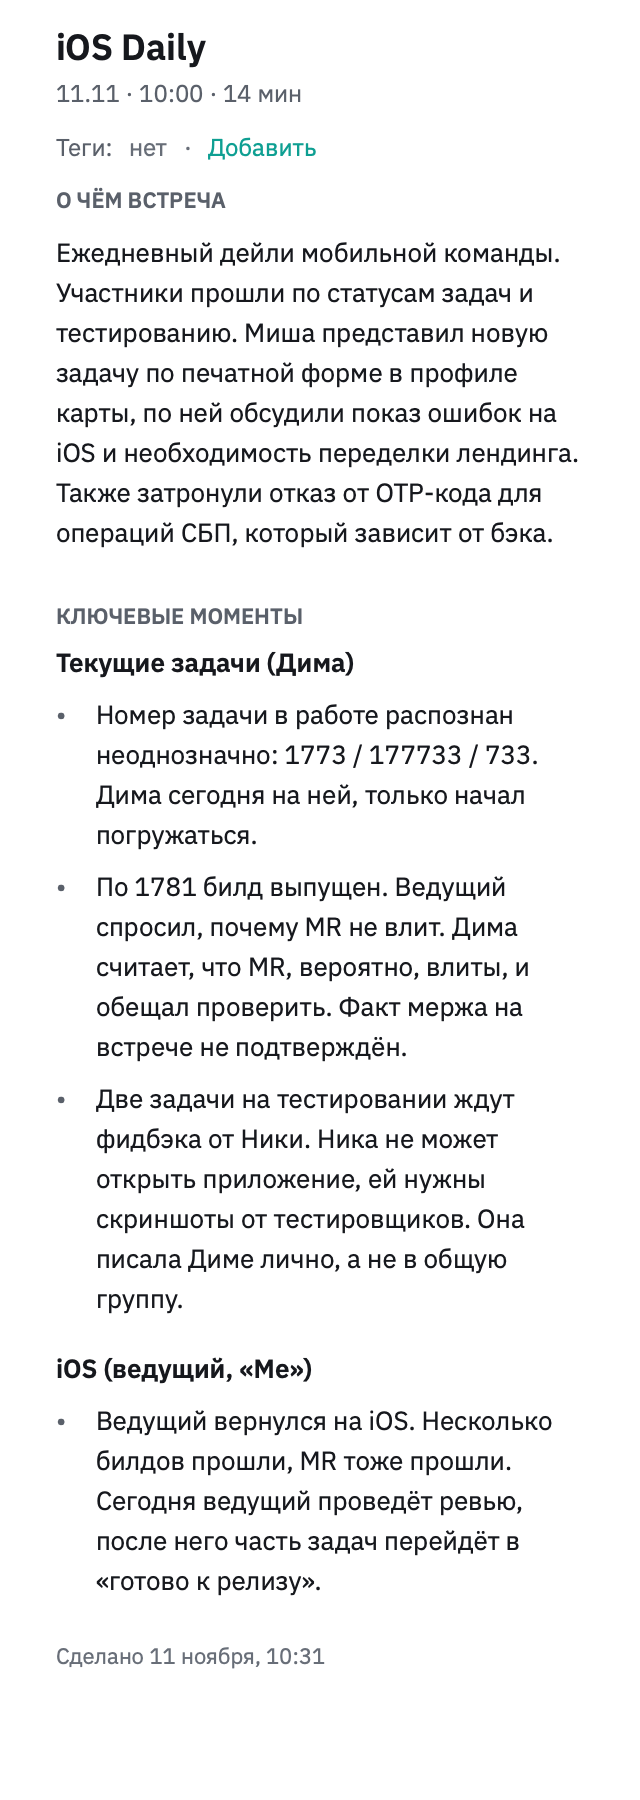 iOS Daily
11.11 · 10:00 · 14 мин
Теги: нет · Добавить
О ЧЁМ ВСТРЕЧА
Ежедневный дейли мобильной команды.
Участники прошли по статусам задач и
тестированию. Миша представил новую
задачу по печатной форме в профиле
карты, по ней обсудили показ ошибок на
iOS и необходимость переделки лендинга.
Также затронули отказ от OTP-кода для
операций СБП, который зависит от бэка.
КЛЮЧЕВЫЕ МОМЕНТЫ
Текущие задачи (Дима)
• Номер задачи в работе распознан
неоднозначно: 1773 / 177733 / 733.
Дима сегодня на ней, только начал
погружаться.
• По 1781 билд выпущен. Ведущий
спросил, почему MR не влит. Дима
считает, что MR, вероятно, влиты, и
обещал проверить. Факт мержа на
встрече не подтверждён.
• Две задачи на тестировании ждут
фидбэка от Ники. Ника не может
открыть приложение, ей нужны
скриншоты от тестировщиков. Она
писала Диме лично, а не в общую
группу.
iOS (ведущий, «Me»)
• Ведущий вернулся на iOS. Несколько
билдов прошли, MR тоже прошли.
Сегодня ведущий проведёт ревью,
после него часть задач перейдёт в
«готово к релизу».
Сделано 11 ноября, 10:31